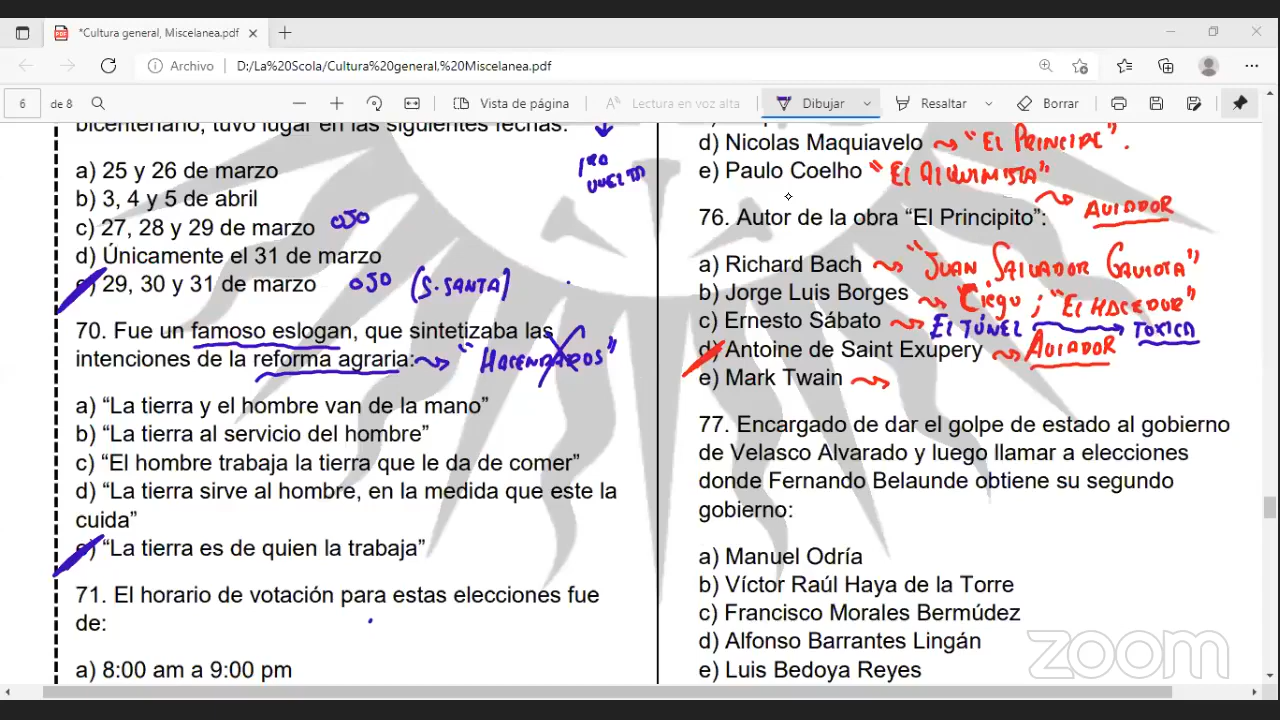 *Cultura general, Miscelanea.pdf
Archivo D:/La%20Scola/Cultura%20general,%20Miscelanea.pdf
6 de 8 Vista de página Lectura en voz alta Dibujar Resaltar Borrar
bicentenario, tuvo lugar en las siguientes fechas:
1RA
VUELTA
a) 25 y 26 de marzo
b) 3, 4 y 5 de abril
c) 27, 28 y 29 de marzo OJO
d) Únicamente el 31 de marzo
e) 29, 30 y 31 de marzo OJO (S. SANTA)
70. Fue un famoso eslogan, que sintetizaba las
intenciones de la reforma agraria: "HACENDADOS"
a) “La tierra y el hombre van de la mano”
b) “La tierra al servicio del hombre”
c) “El hombre trabaja la tierra que le da de comer”
d) “La tierra sirve al hombre, en la medida que este la
cuida”
e) “La tierra es de quien la trabaja”
71. El horario de votación para estas elecciones fue
de:
a) 8:00 am a 9:00 pm
d) Nicolas Maquiavelo "EL PRINCIPE".
e) Paulo Coelho "EL ALQUIMISTA"
76. Autor de la obra “El Principito”: AVIADOR
a) Richard Bach "JUAN SALVADOR GAVIOTA"
b) Jorge Luis Borges Ciego ; "EL HACEDOR"
c) Ernesto Sábato EL TÚNEL TOXICA
d) Antoine de Saint Exupery AVIADOR
e) Mark Twain
77. Encargado de dar el golpe de estado al gobierno
de Velasco Alvarado y luego llamar a elecciones
donde Fernando Belaunde obtiene su segundo
gobierno:
a) Manuel Odría
b) Víctor Raúl Haya de la Torre
c) Francisco Morales Bermúdez
d) Alfonso Barrantes Lingán
e) Luis Bedoya Reyes
zoom